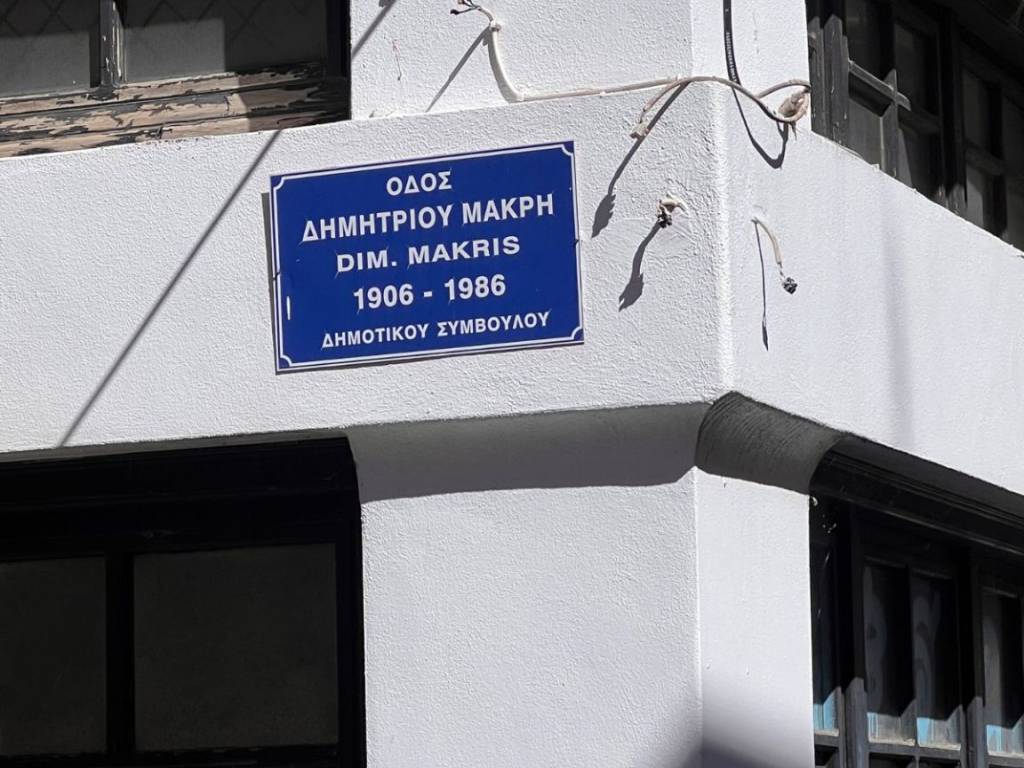 ΟΔΟΣ
ΔΗΜΗΤΡΙΟΥ ΜΑΚΡΗ
DIM. MAKRIS
1906 - 1986
ΔΗΜΟΤΙΚΟΥ ΣΥΜΒΟΥΛΟΥ